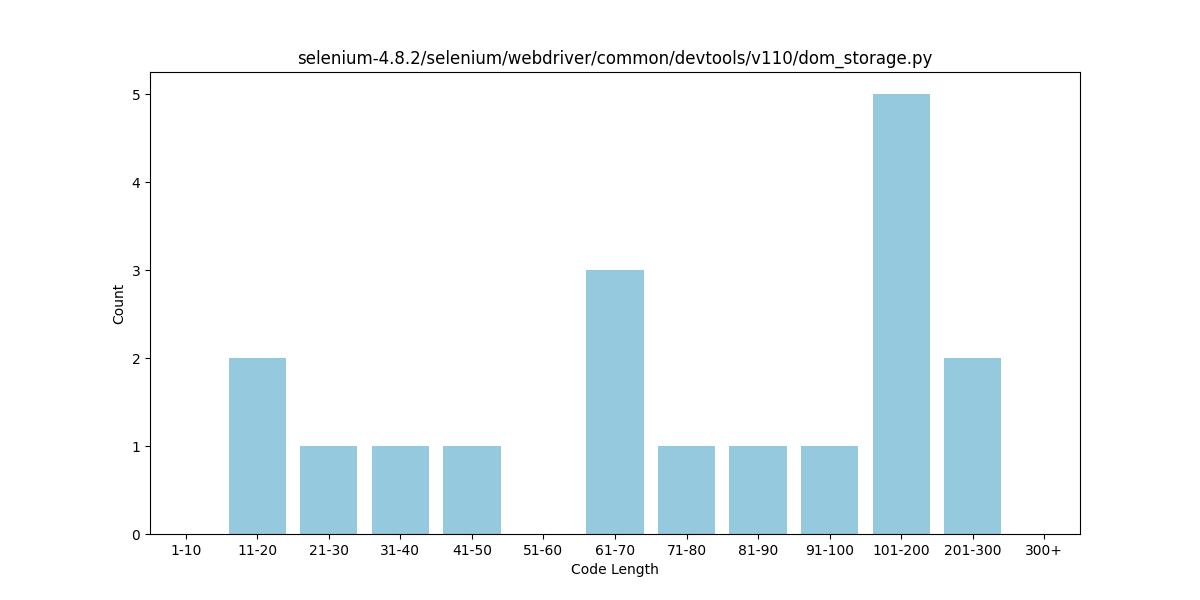 selenium-4.8.2/selenium/webdriver/common/devtools/v110/dom_storage.py
5
4
3
2
1
0
Count
1-10 11-20 21-30 31-40 41-50 51-60 61-70 71-80 81-90 91-100 101-200 201-300 300+
Code Length